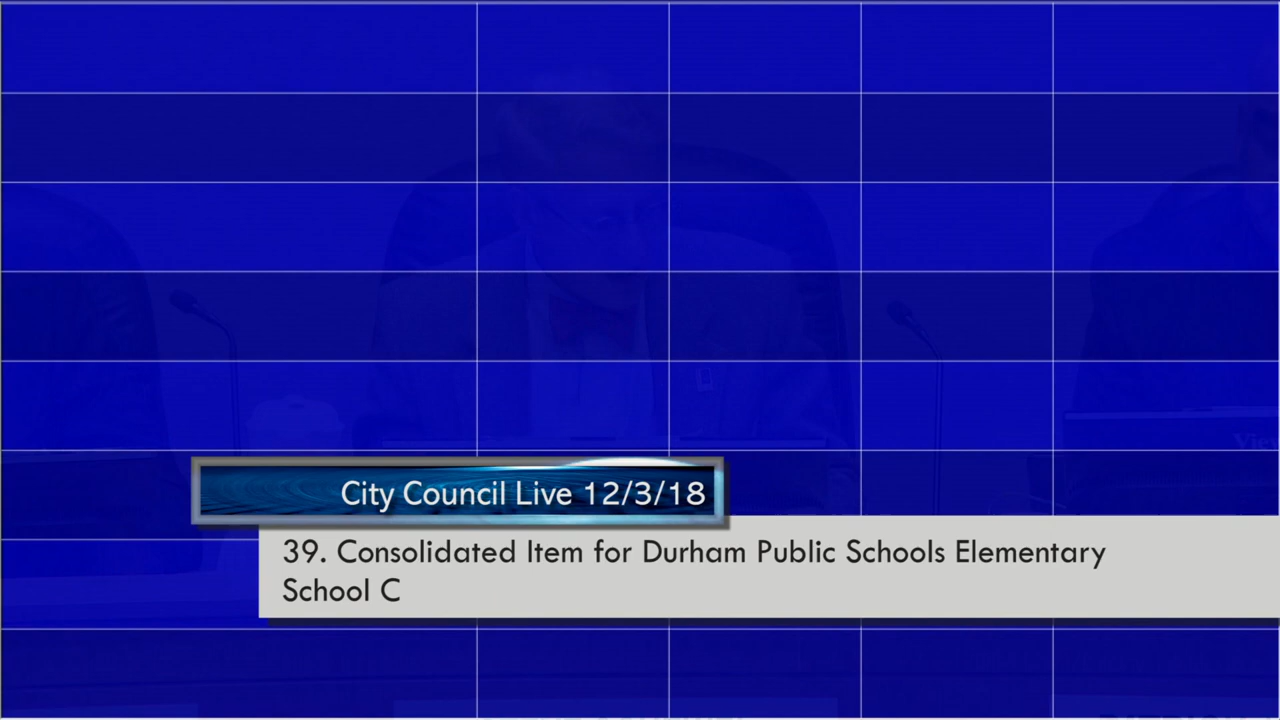 City Council Live 12/3/18
39. Consolidated Item for Durham Public Schools Elementary
School C